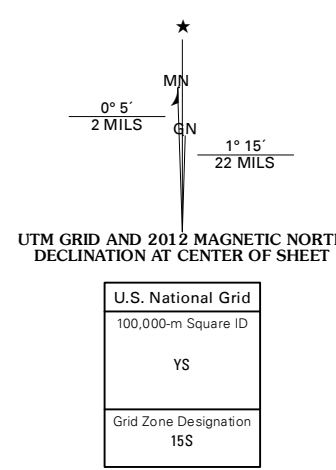 ★
MN
0° 5´
2 MILS
GN
1° 15´
22 MILS
UTM GRID AND 2012 MAGNETIC NORT
DECLINATION AT CENTER OF SHEET
U.S. National Grid
100,000-m Square ID
YS
Grid Zone Designation
15S